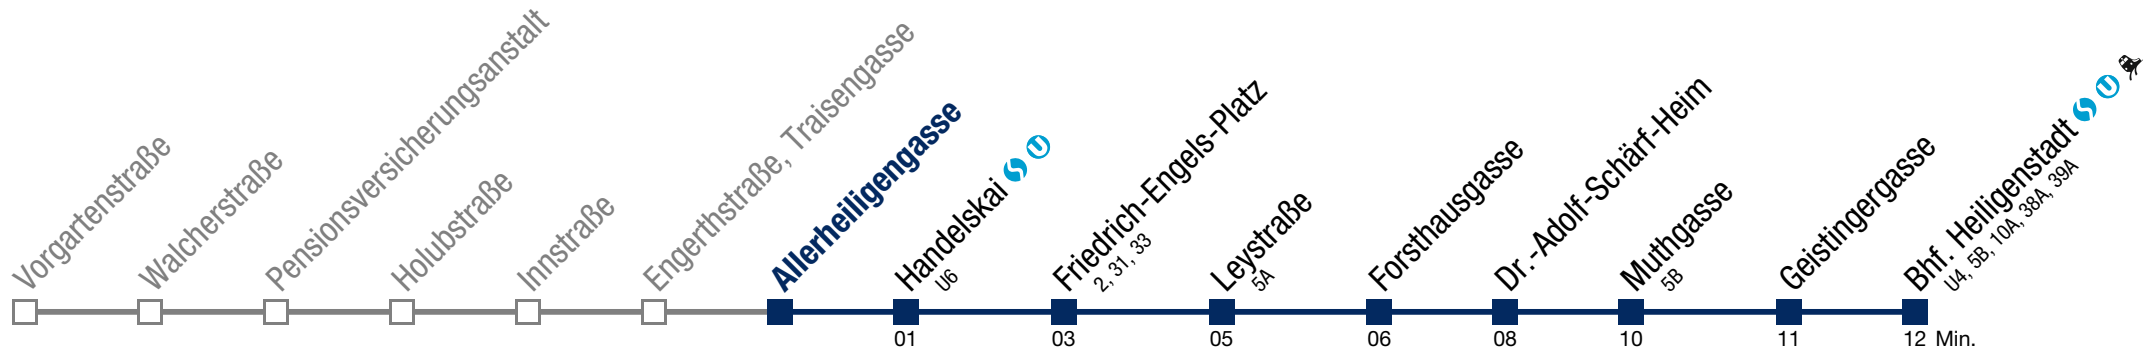 Vorgartenstraße
Walcherstraße
Pensionsversicherungsanstalt
Holubstraße
Innstraße
Engerthstraße, Traisengasse
Allerheiligengasse
Handelskai S U
U6
Friedrich-Engels-Platz
2, 31, 33
Leystraße
5A
Forsthausgasse
Dr.-Adolf-Schärf-Heim
Muthgasse
5B
Geistingergasse
Bhf. Heiligenstadt S U
U4, 5B, 10A, 38A, 39A
01 03 05 06 08 10 11 12 Min.